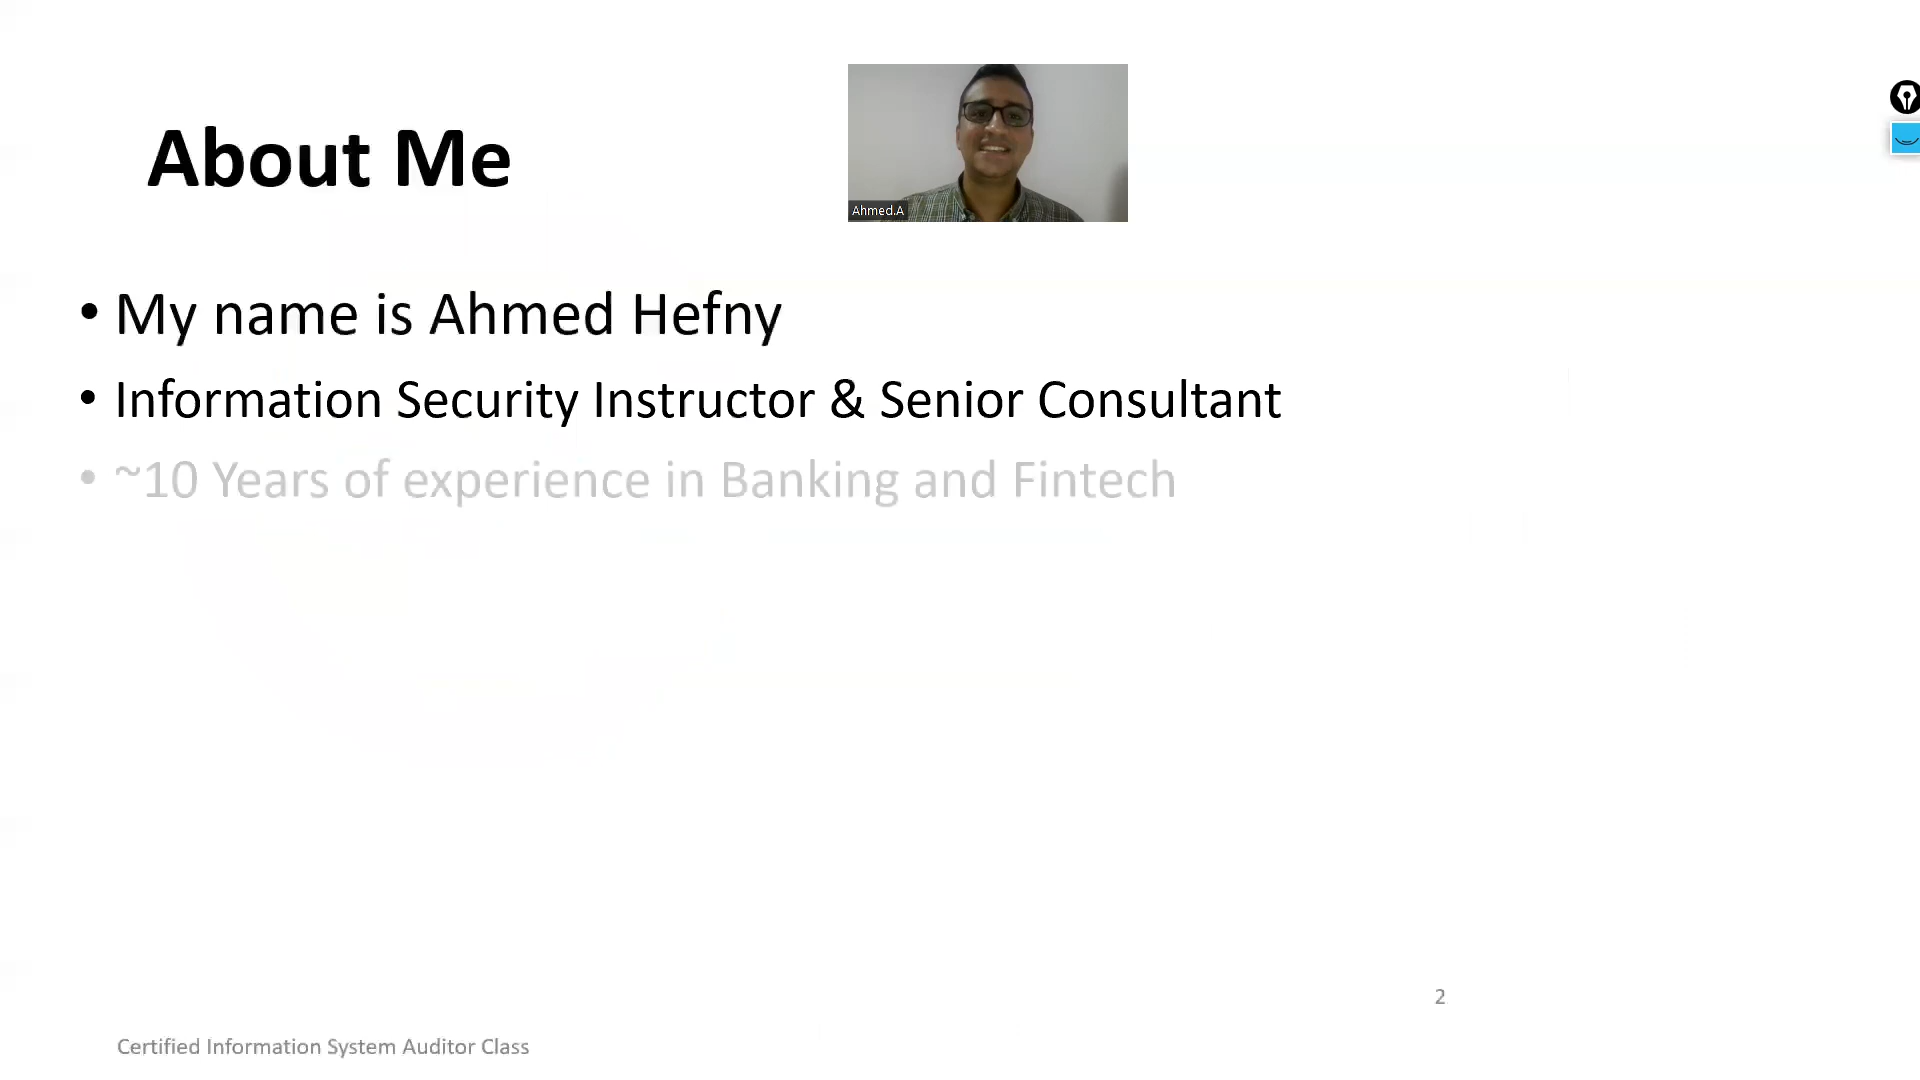 About Me
Ahmed.A
• My name is Ahmed Hefny
• Information Security Instructor & Senior Consultant
• ~10 Years of experience in Banking and Fintech
2
Certified Information System Auditor Class